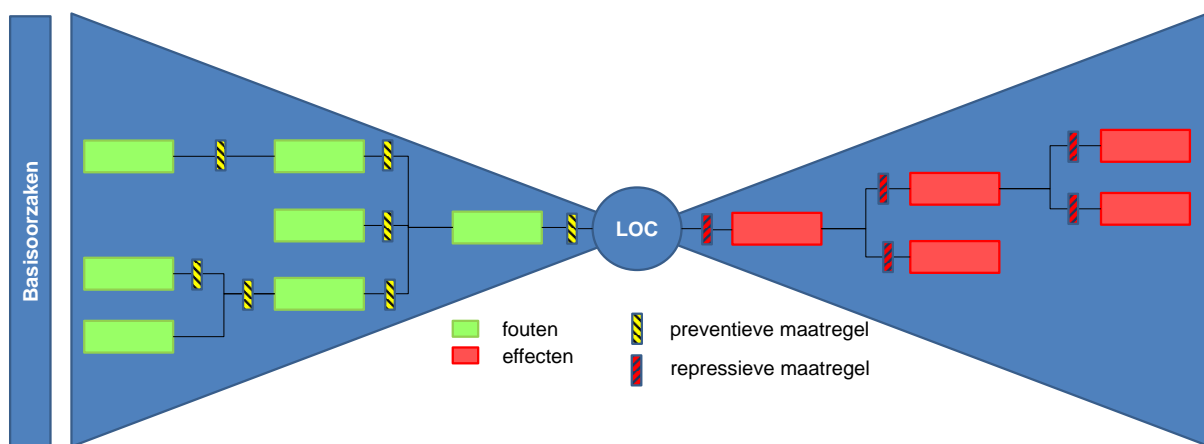 Basisoorzaken
LOC
fouten
effecten
preventieve maatregel
repressieve maatregel